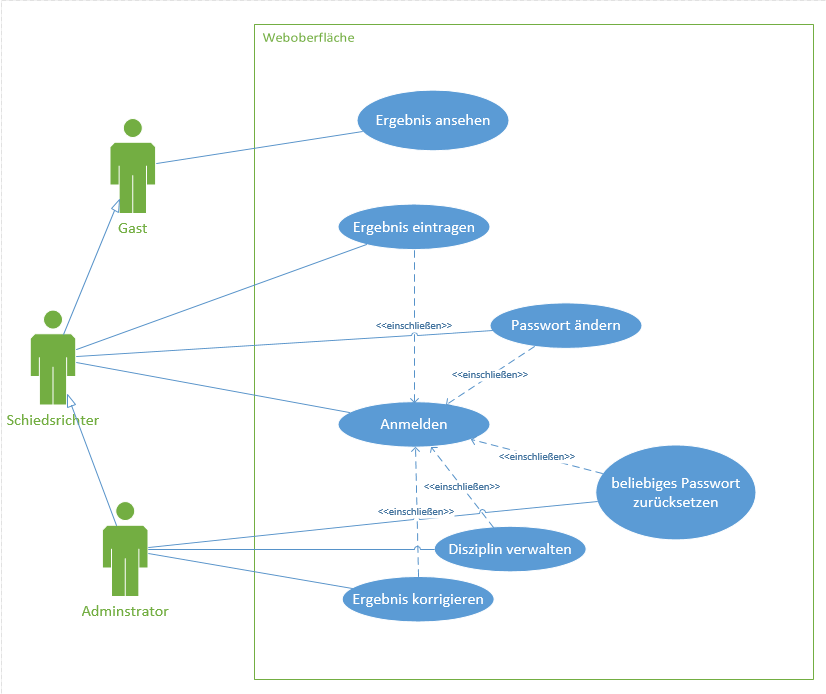 Weboberfläche
Ergebnis ansehen
Gast
Ergebnis eintragen
<<einschließen>>
Passwort ändern
<<einschließen>>
Schiedsrichter
Anmelden
<<einschließen>>
beliebiges Passwort
zurücksetzen
<<einschließen>>
<<einschließen>>
Disziplin verwalten
Ergebnis korrigieren
Adminstrator